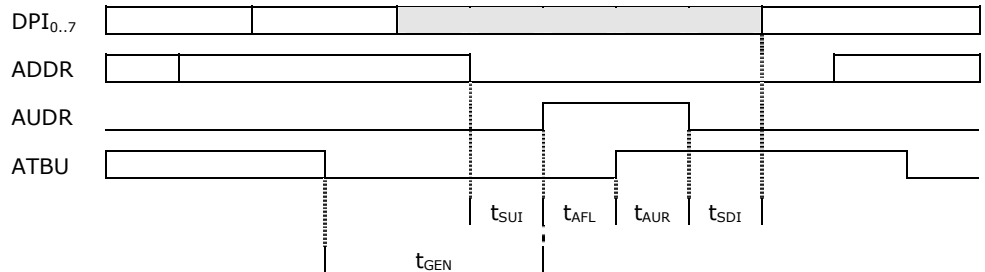 DPI0..7
ADDR
AUDR
ATBU
tSUI tAFL tAUR tSDI
tGEN